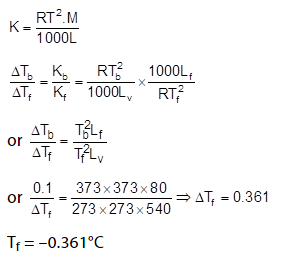 K = RT².M / 1000L
ΔT_b / ΔT_f = K_b / K_f = RT_b² / 1000L_v × 1000L_f / RT_f²
or ΔT_b / ΔT_f = T_b²L_f / T_f²L_v
or 0.1 / ΔT_f = 373×373×80 / 273×273×540 ⇒ ΔT_f = 0.361
T_f = −0.361°C